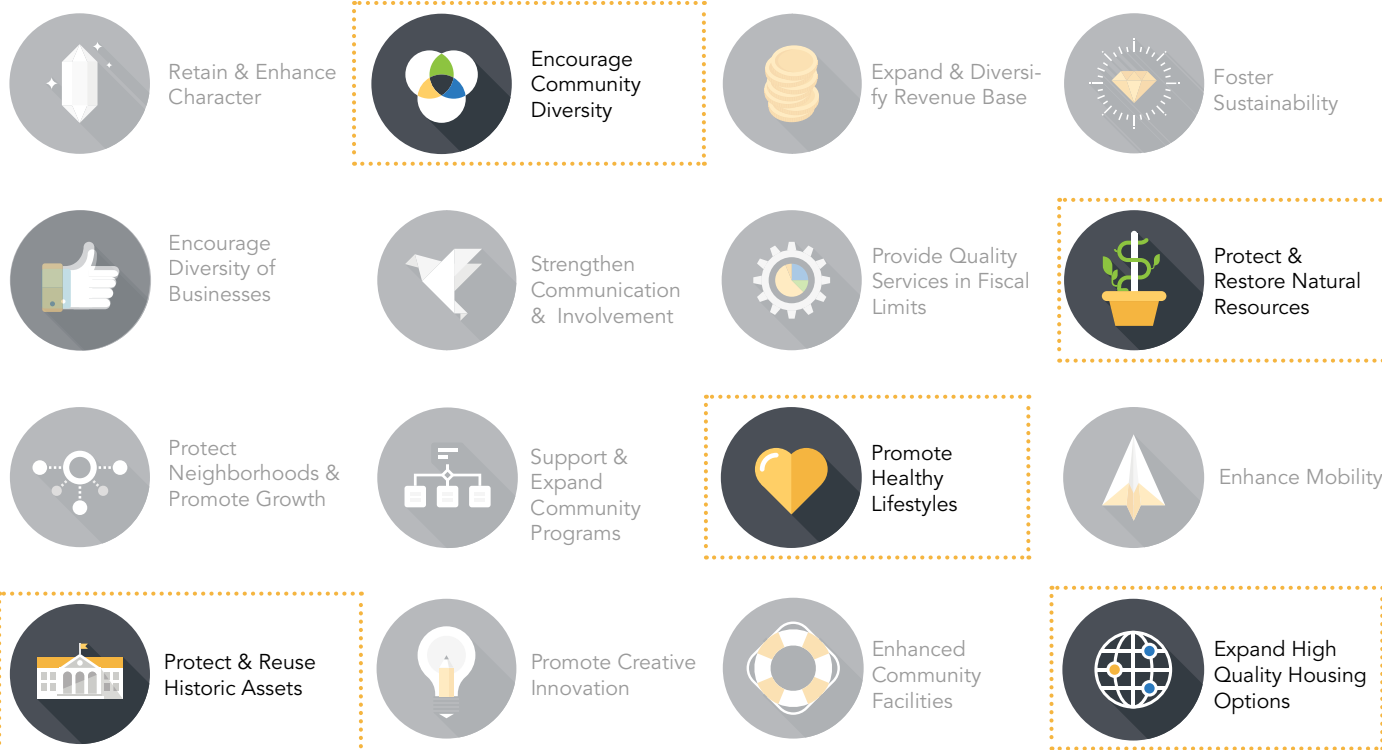 Retain & Enhance
Character
Encourage
Community
Diversity
Expand & Diversi-
fy Revenue Base
Foster
Sustainability
Encourage
Diversity of
Businesses
Strengthen
Communication
&  Involvement
Provide Quality
Services in Fiscal
Limits
Protect &
Restore Natural
Resources
Protect
Neighborhoods &
Promote Growth
Support &
Expand
Community
Programs
Promote
Healthy
Lifestyles
Enhance Mobility
Protect & Reuse
Historic Assets
Promote Creative
Innovation
Enhanced
Community
Facilities
Expand High
Quality Housing
Options